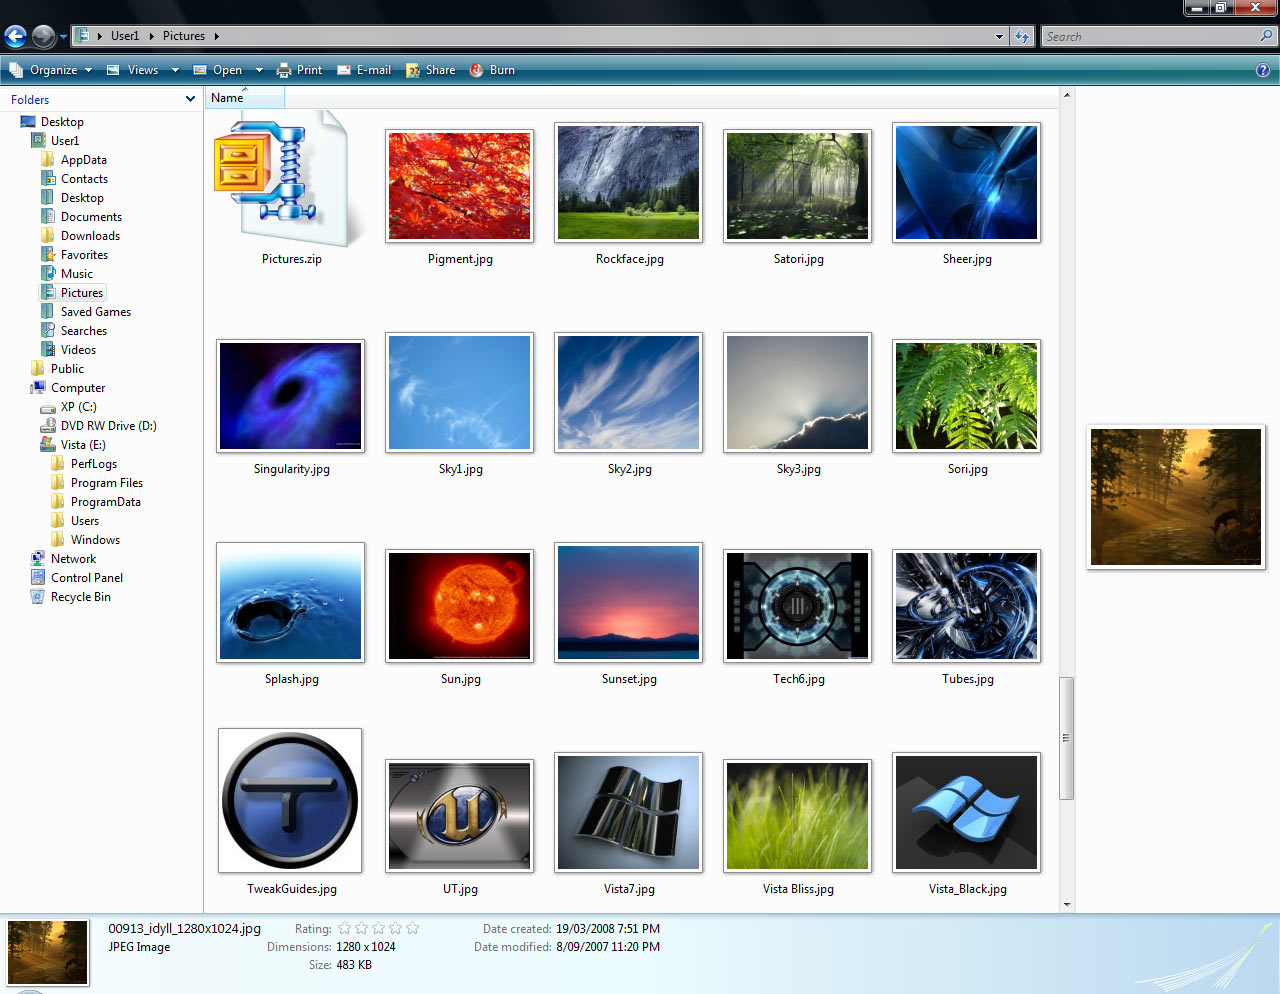 User1 Pictures
Search
Organize Views Open Print E-mail Share Burn
Folders
Name
Desktop
User1
AppData
Contacts
Desktop
Documents
Downloads
Favorites
Music
Pictures
Saved Games
Searches
Videos
Public
Computer
XP (C:)
DVD RW Drive (D:)
Vista (E:)
PerfLogs
Program Files
ProgramData
Users
Windows
Network
Control Panel
Recycle Bin
Pictures.zip Pigment.jpg Rockface.jpg Satori.jpg Sheer.jpg
Singularity.jpg Sky1.jpg Sky2.jpg Sky3.jpg Sori.jpg
Splash.jpg Sun.jpg Sunset.jpg Tech6.jpg Tubes.jpg
TweakGuides.jpg UT.jpg Vista7.jpg Vista Bliss.jpg Vista_Black.jpg
00913_idyll_1280x1024.jpg Rating: Date created: 19/03/2008 7:51 PM
JPEG Image Dimensions: 1280 x 1024 Date modified: 8/09/2007 11:20 PM
Size: 483 KB